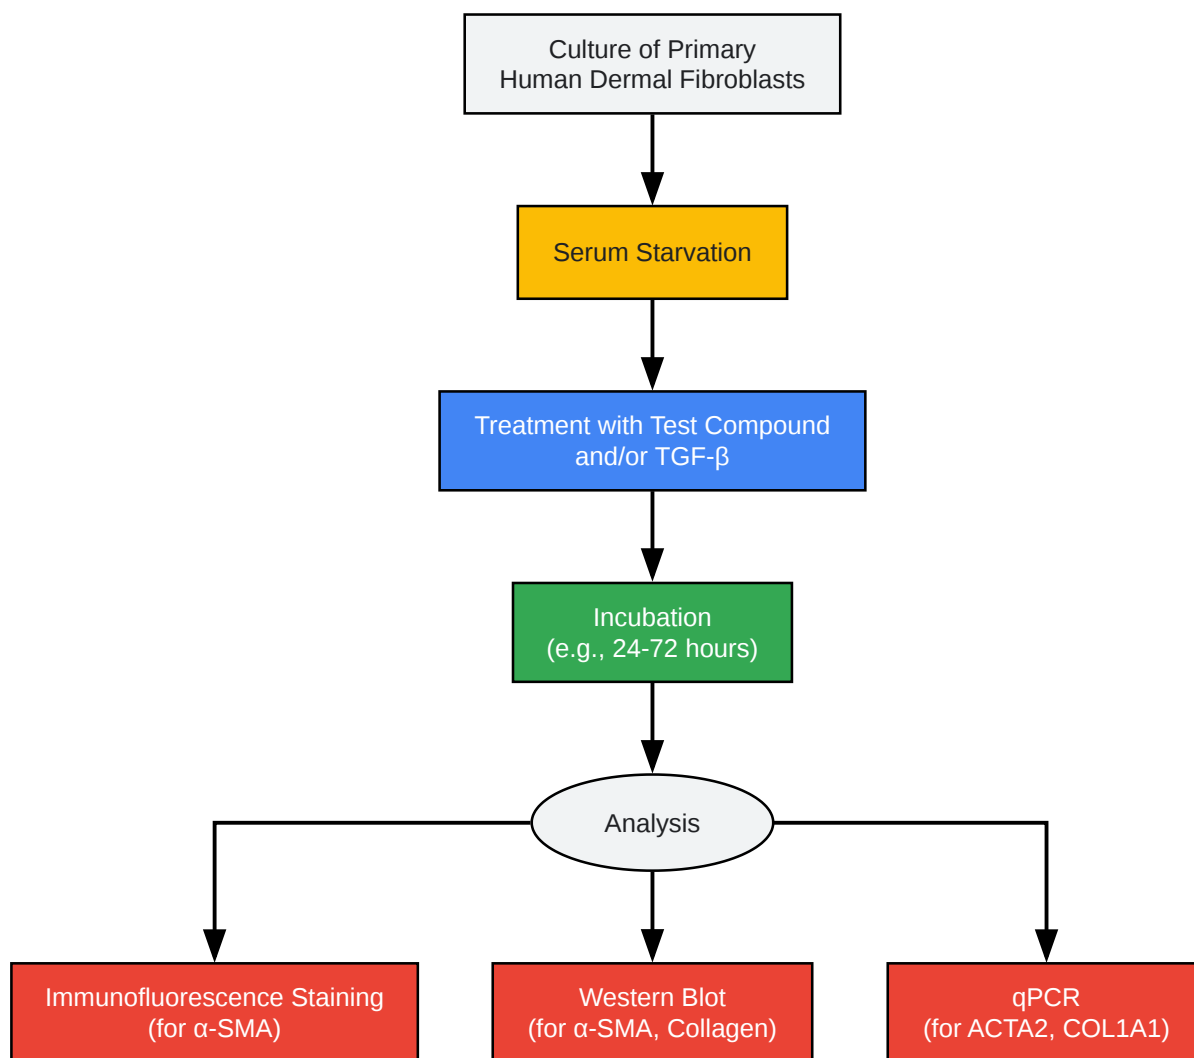 Culture of Primary
Human Dermal Fibroblasts
Serum Starvation
Treatment with Test Compound
and/or TGF-β
Incubation
(e.g., 24-72 hours)
Analysis
Immunofluorescence Staining
(for α-SMA)
Western Blot
(for α-SMA, Collagen)
qPCR
(for ACTA2, COL1A1)